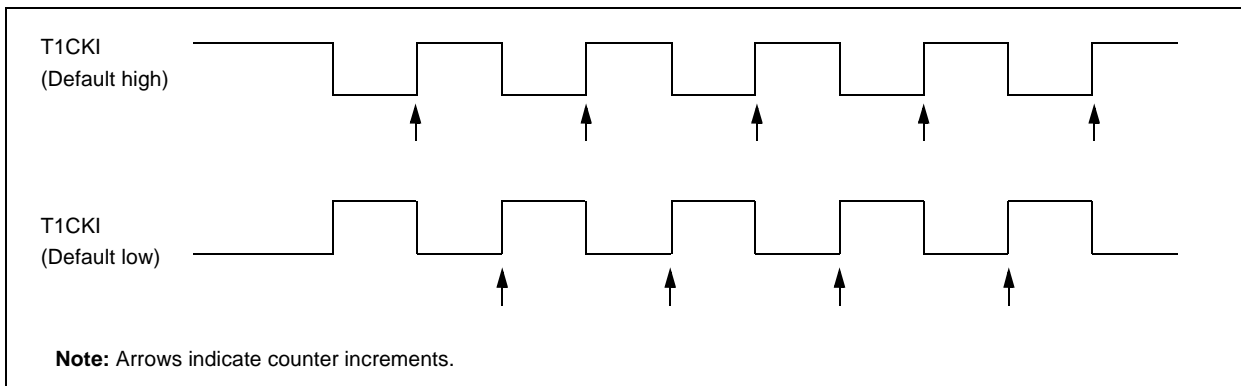 T1CKI
(Default high)
T1CKI
(Default low)
Note: Arrows indicate counter increments.